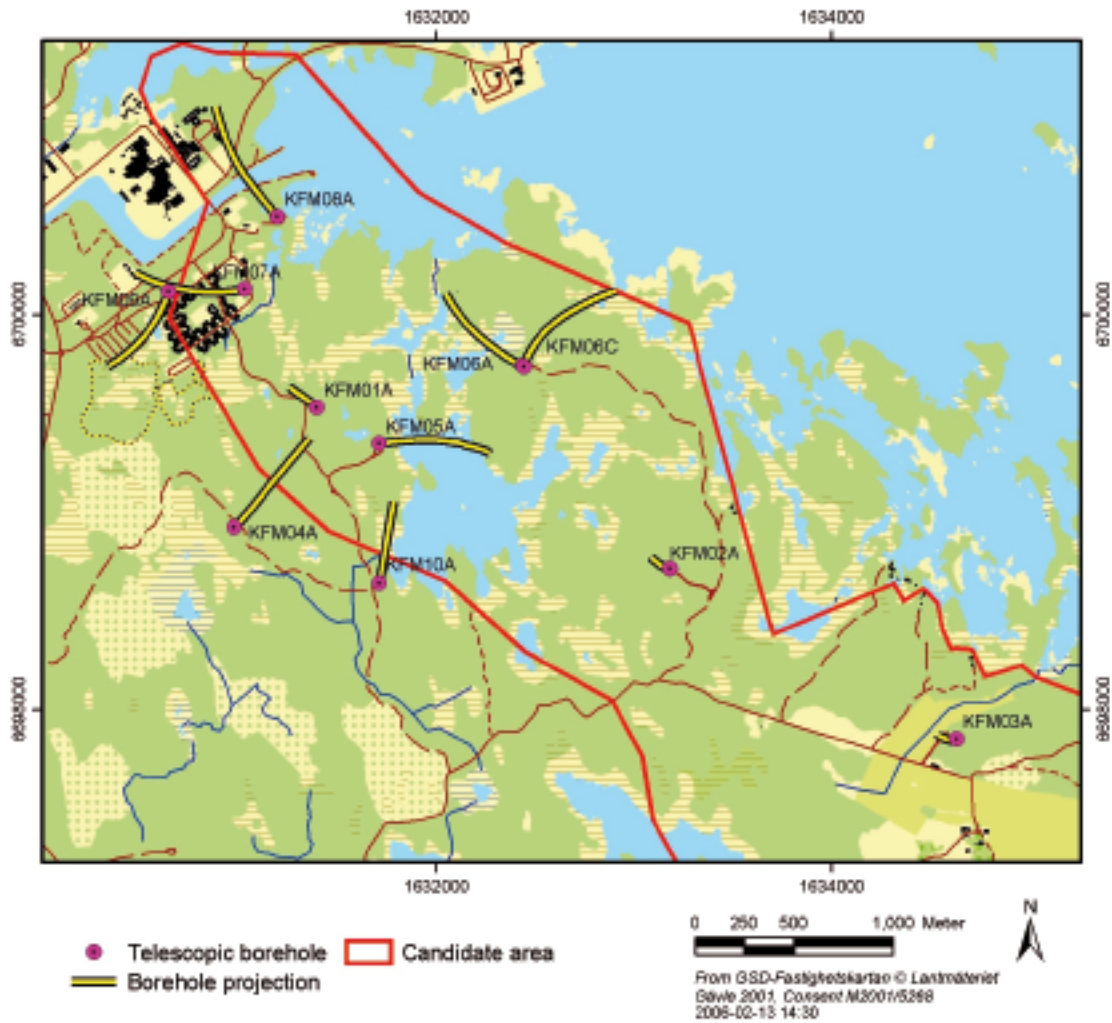 1632000 1634000
KFM08A
KFM07A
KFM09A
6700000 6700000
KFM06C
KFM06A
KFM01A
KFM05A
KFM04A
KFM10A
KFM02A
6698000 6698000
KFM03A
1632000 1634000
0 250 500 1,000 Meter
N
Telescopic borehole Candidate area
Borehole projection
From GSD-Fastighetskartan © Lantmäteriet
Gävle 2001, Consent M2001/5268
2006-02-13 14:30